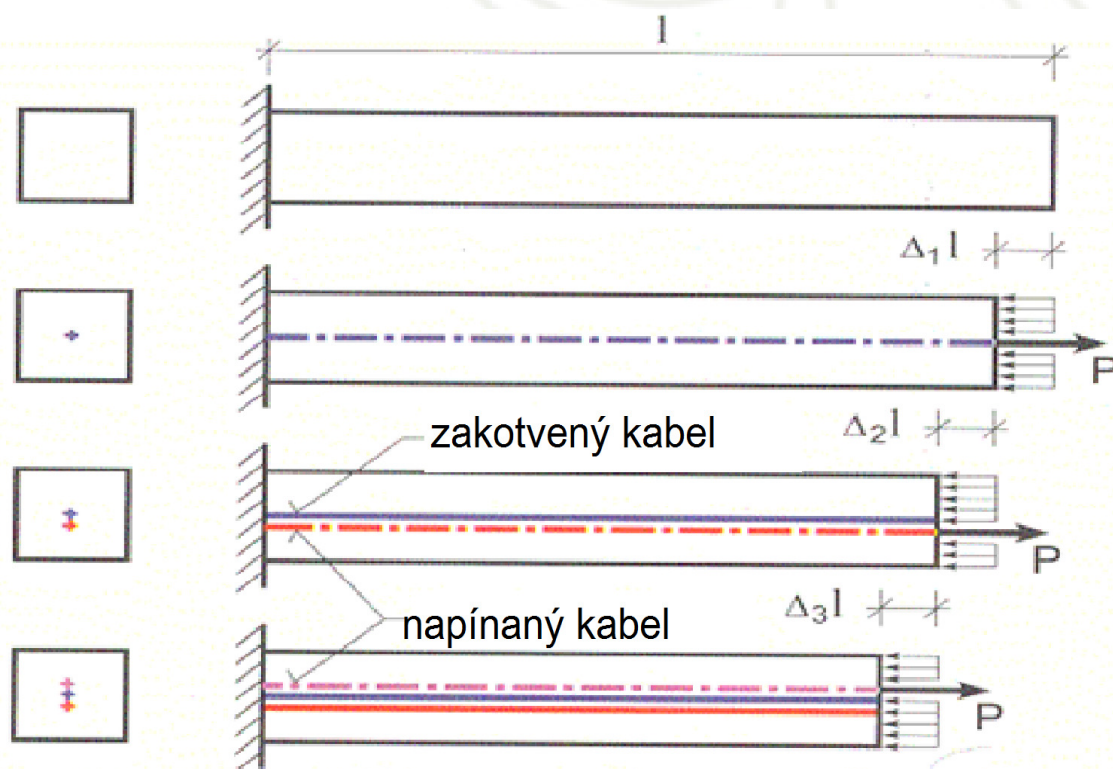 l
Δ₁l
P
Δ₂l
zakotvený kabel
P
Δ₃l
napínaný kabel
P